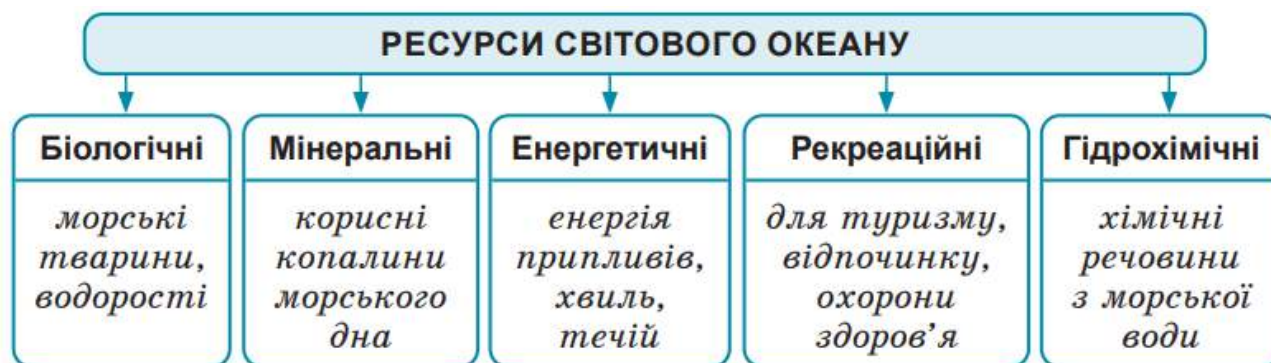 РЕСУРСИ СВІТОВОГО ОКЕАНУ
Біологічні
морські
тварини,
водорості
Мінеральні
корисні
копалини
морського
дна
Енергетичні
енергія
припливів,
хвиль,
течій
Рекреаційні
для туризму,
відпочинку,
охорони
здоров’я
Гідрохімічні
хімічні
речовини
з морської
води